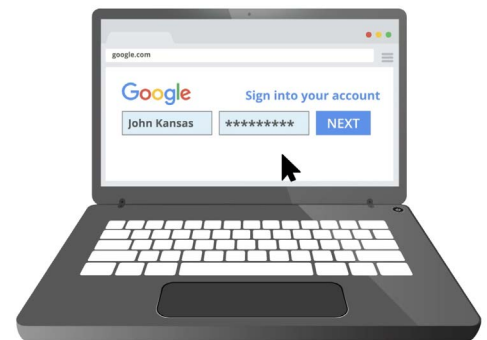 google.com
Google
Sign into your account
John Kansas
*********
NEXT